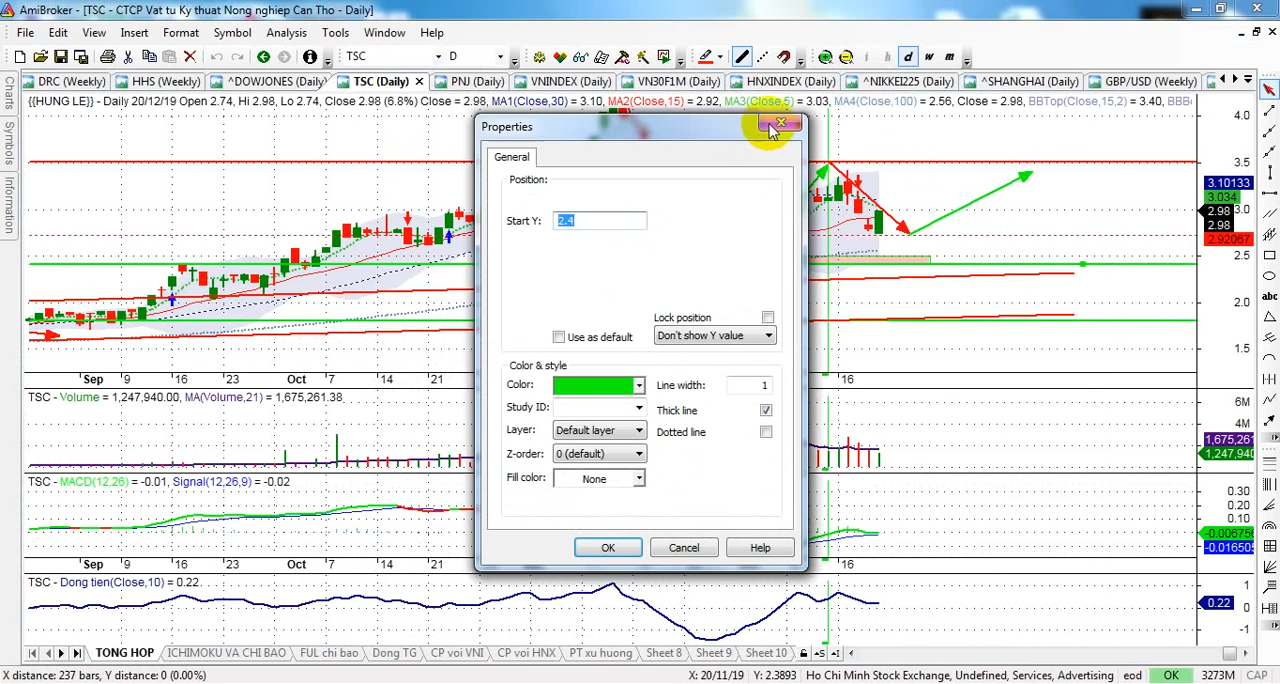 AmiBroker - [TSC - CTCP Vat tu Ky thuat Nong nghiep Can Tho - Daily]
File Edit View Insert Format Symbol Analysis Tools Window Help
TSC D i h d w m
DRC (Weekly) HHS (Weekly) ^DOWJONES (Daily) TSC (Daily) PNJ (Daily) VNINDEX (Daily) VN30F1M (Daily) HNXINDEX (Daily) ^NIKKEI225 (Daily) ^SHANGHAI (Daily) GBP/USD (Weekly)
Charts
Symbols
Information
{{HUNG LE}} - Daily 20/12/19 Open 2.74, Hi 2.98, Lo 2.74, Close 2.98 (6.8%) Close = 2.98, MA1(Close,30) = 3.10, MA2(Close,15) = 2.92, MA3(Close,5) = 3.03, MA4(Close,100) = 2.56, BBTop(Close,15,2) = 3.40,
4.0
3.5
3.10133
3.034
2.98
3.0
2.98
2.92067
2.5
2.0
1.5
Properties
General
Position:
Start Y: 2.4
Lock position
Use as default Don't show Y value
Color & style
Color: Line width: 1
Study ID: Thick line
Layer: Default layer Dotted line
Z-order: 0 (default)
Fill color: None
OK Cancel Help
Sep 9 16 23 Oct 7 14 21 16
TSC - Volume = 1,247,940.00, MA(Volume,21) = 1,675,261.38
6M
4M
1,675,261
1,247,940
TSC - MACD(12,26) = -0.01, Signal(12,26,9) = -0.02
0.30
0.20
0.10
-0.006756
-0.016505
Sep 9 16 23 Oct 7 14 21 16
TSC - Dong tien(Close,10) = 0.22
1
0.22
-1
TONG HOP ICHIMOKU VA CHI BAO FUL chi bao Dong TG CP voi VNI CP voi HNX PT xu huong Sheet 8 Sheet 9 Sheet 10
X distance: 237 bars, Y distance: 0 (0.00%) X: 20/11/19 Y: 2.3893 Ho Chi Minh Stock Exchange, Undefined, Services, Advertising eod OK 3273M CAP
abc